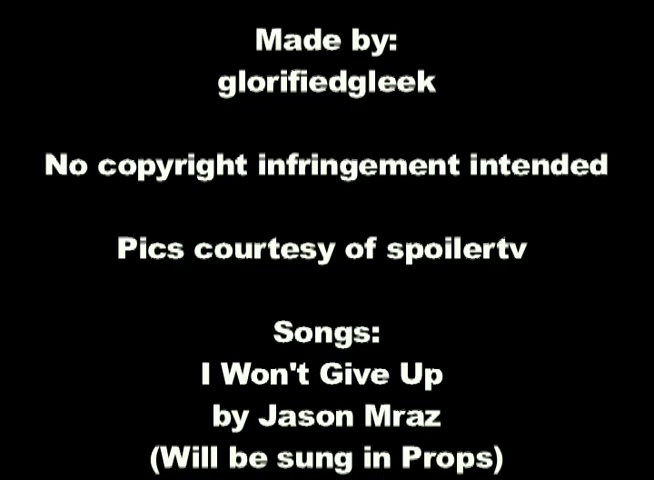 Made by:
glorifiedgleek
No copyright infringement intended
Pics courtesy of spoilertv
Songs:
I Won't Give Up
by Jason Mraz
(Will be sung in Props)